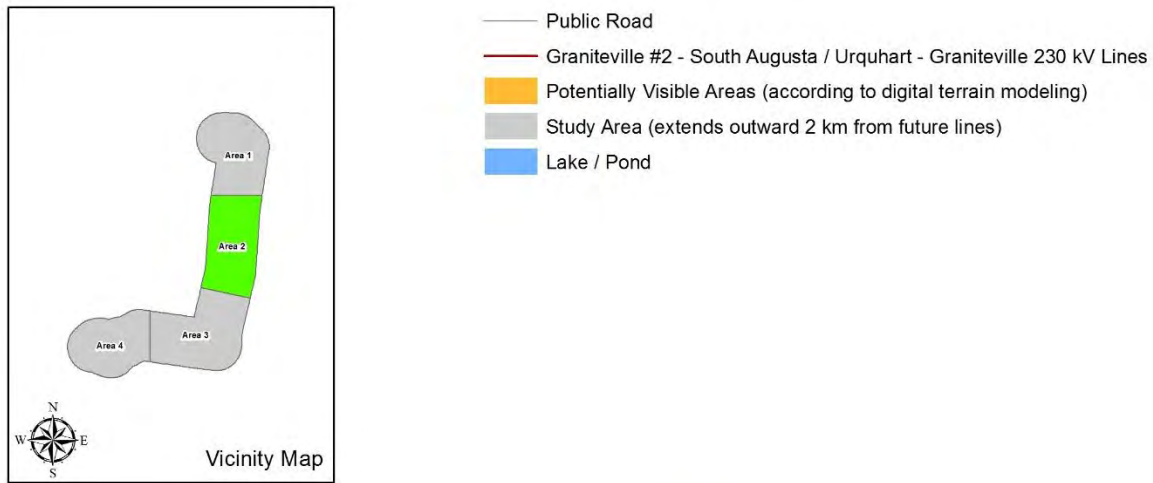 Area 1
Area 2
Area 3
Area 4
N
W
E
S
Vicinity Map
Public Road
Graniteville #2 - South Augusta / Urquhart - Graniteville 230 kV Lines
Potentially Visible Areas (according to digital terrain modeling)
Study Area (extends outward 2 km from future lines)
Lake / Pond